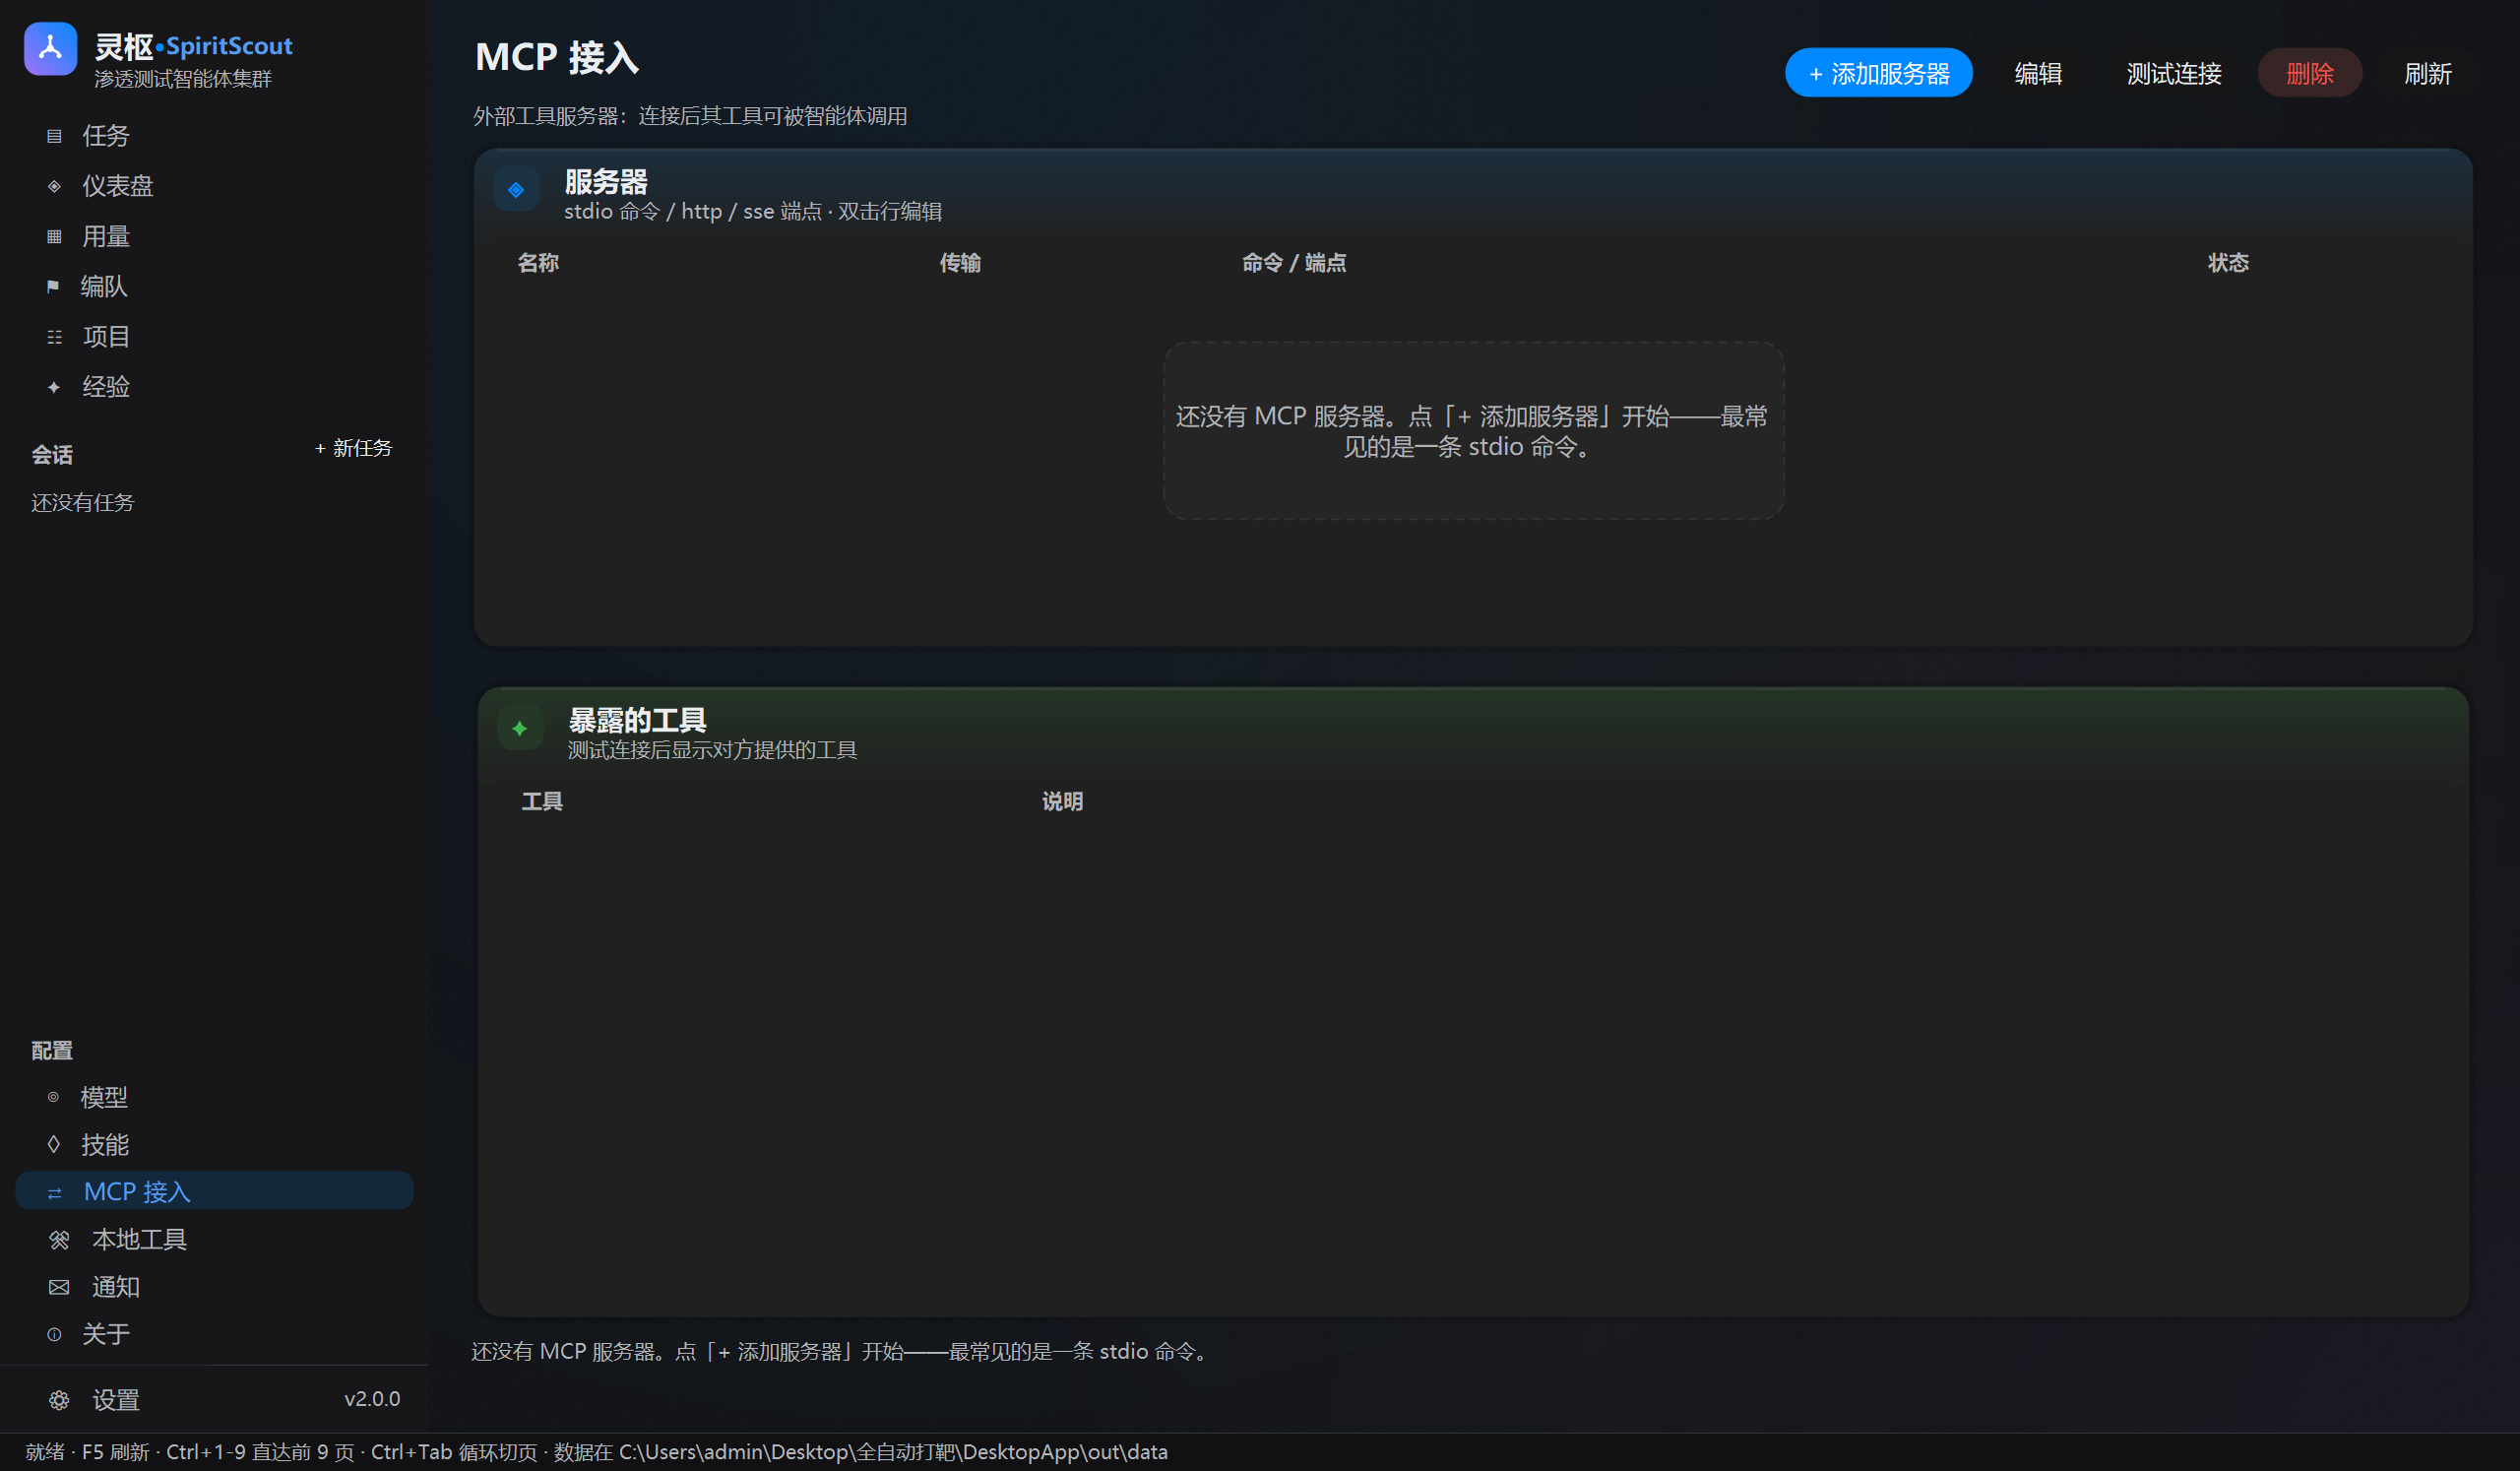 灵枢•SpiritScout
渗透测试智能体集群
任务
仪表盘
用量
编队
项目
经验
会话
+ 新任务
还没有任务
配置
模型
技能
MCP 接入
本地工具
通知
关于
设置
v2.0.0
MCP 接入
外部工具服务器：连接后其工具可被智能体调用
+ 添加服务器
编辑
测试连接
删除
刷新
服务器
stdio 命令 / http / sse 端点 · 双击行编辑
名称
传输
命令 / 端点
状态
还没有 MCP 服务器。点「+ 添加服务器」开始——最常
见的是一条 stdio 命令。
暴露的工具
测试连接后显示对方提供的工具
工具
说明
还没有 MCP 服务器。点「+ 添加服务器」开始——最常见的是一条 stdio 命令。
就绪 · F5 刷新 · Ctrl+1-9 直达前 9 页 · Ctrl+Tab 循环切页 · 数据在 C:\Users\admin\Desktop\全自动打靶\DesktopApp\out\data